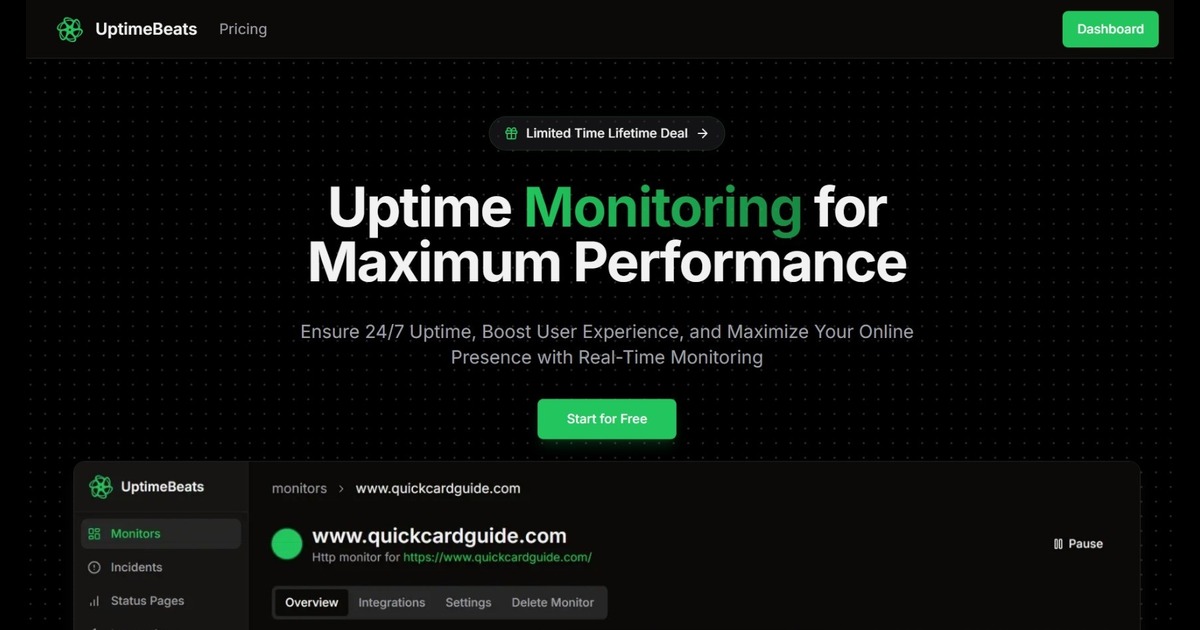 UptimeBeats Pricing Dashboard
Limited Time Lifetime Deal →
Uptime Monitoring for
Maximum Performance
Ensure 24/7 Uptime, Boost User Experience, and Maximize Your Online
Presence with Real-Time Monitoring
Start for Free
UptimeBeats
Monitors
Incidents
Status Pages
monitors > www.quickcardguide.com
www.quickcardguide.com
Http monitor for https://www.quickcardguide.com/
Pause
Overview Integrations Settings Delete Monitor